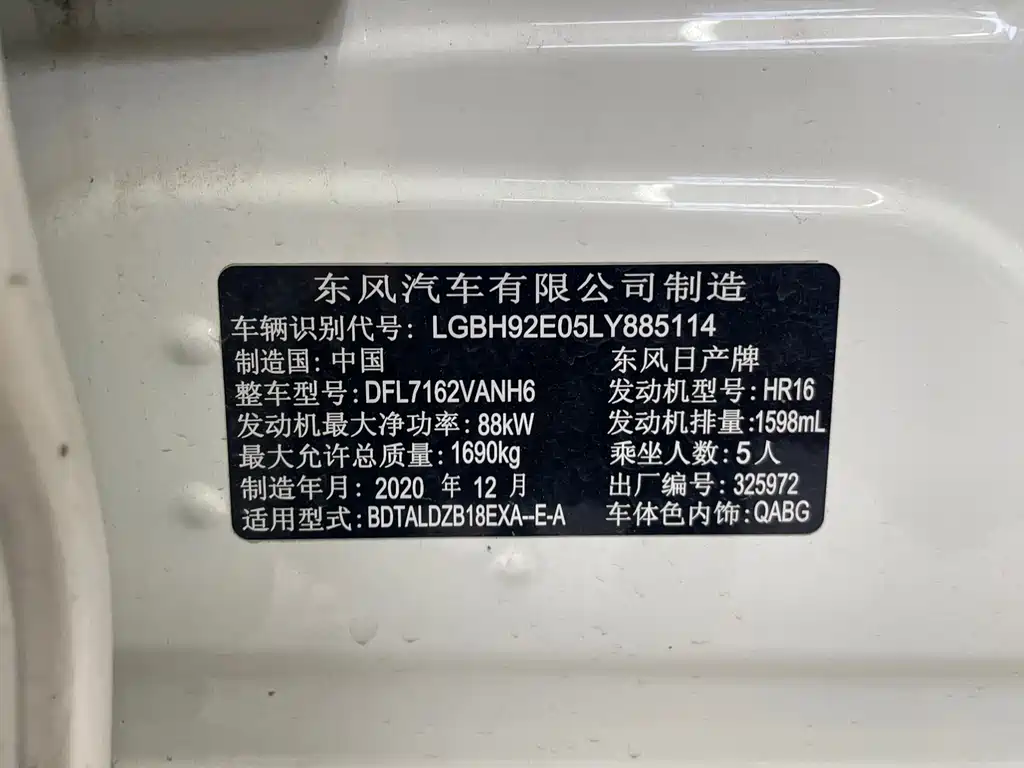 东风汽车有限公司制造
车辆识别代号: LGBH92E05LY885114
制造国: 中国 东风日产牌
整车型号: DFL7162VANH6 发动机型号: HR16
发动机最大净功率: 88kW 发动机排量: 1598mL
最大允许总质量: 1690kg 乘坐人数: 5人
制造年月: 2020 年 12 月 出厂编号: 325972
适用型式: BDTALDZB18EXA--E-A 车体色内饰: QABG